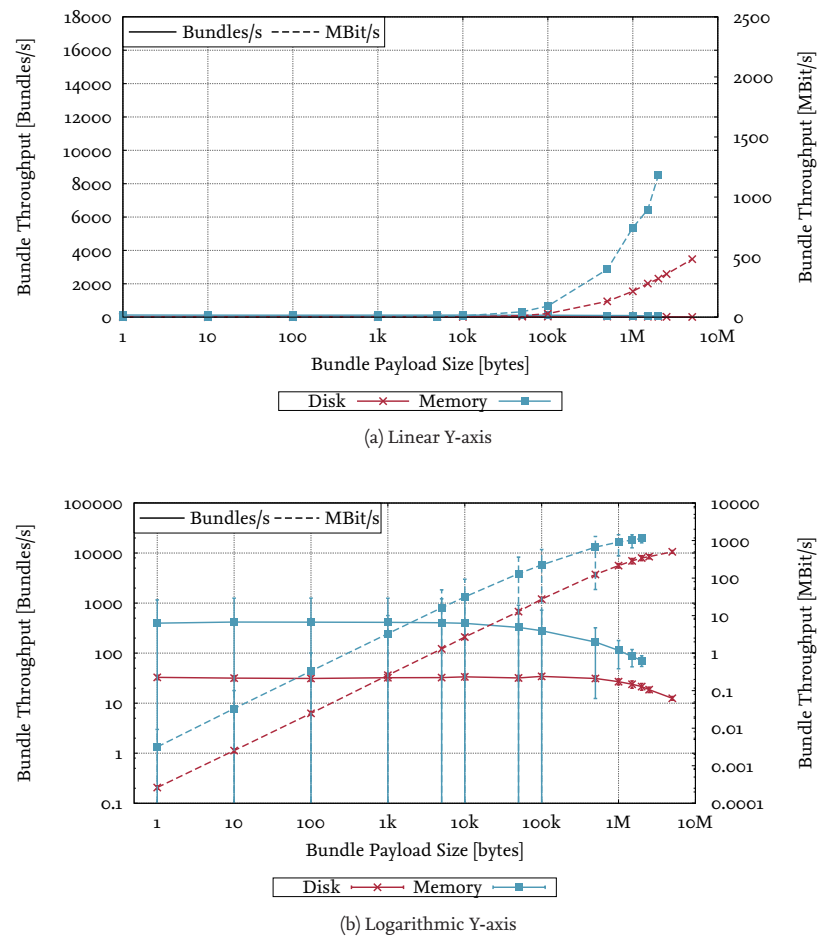 18000 2500
Bundles/s MBit/s
16000
14000 2000
12000
10000 1500
8000 1000
6000
4000 500
2000
0 0
1 10 100 1k 10k 100k 1M 10M
Bundle Throughput [Bundles/s]
Bundle Throughput [MBit/s]
Bundle Payload Size [bytes]
Disk Memory
(a) Linear Y-axis
100000 10000
Bundles/s MBit/s
10000 1000
1000 100
100 10
10 1
1 0.1
0.1 0.01
0.001
0.0001
1 10 100 1k 10k 100k 1M 10M
Bundle Throughput [Bundles/s]
Bundle Throughput [MBit/s]
Bundle Payload Size [bytes]
Disk Memory
(b) Logarithmic Y-axis